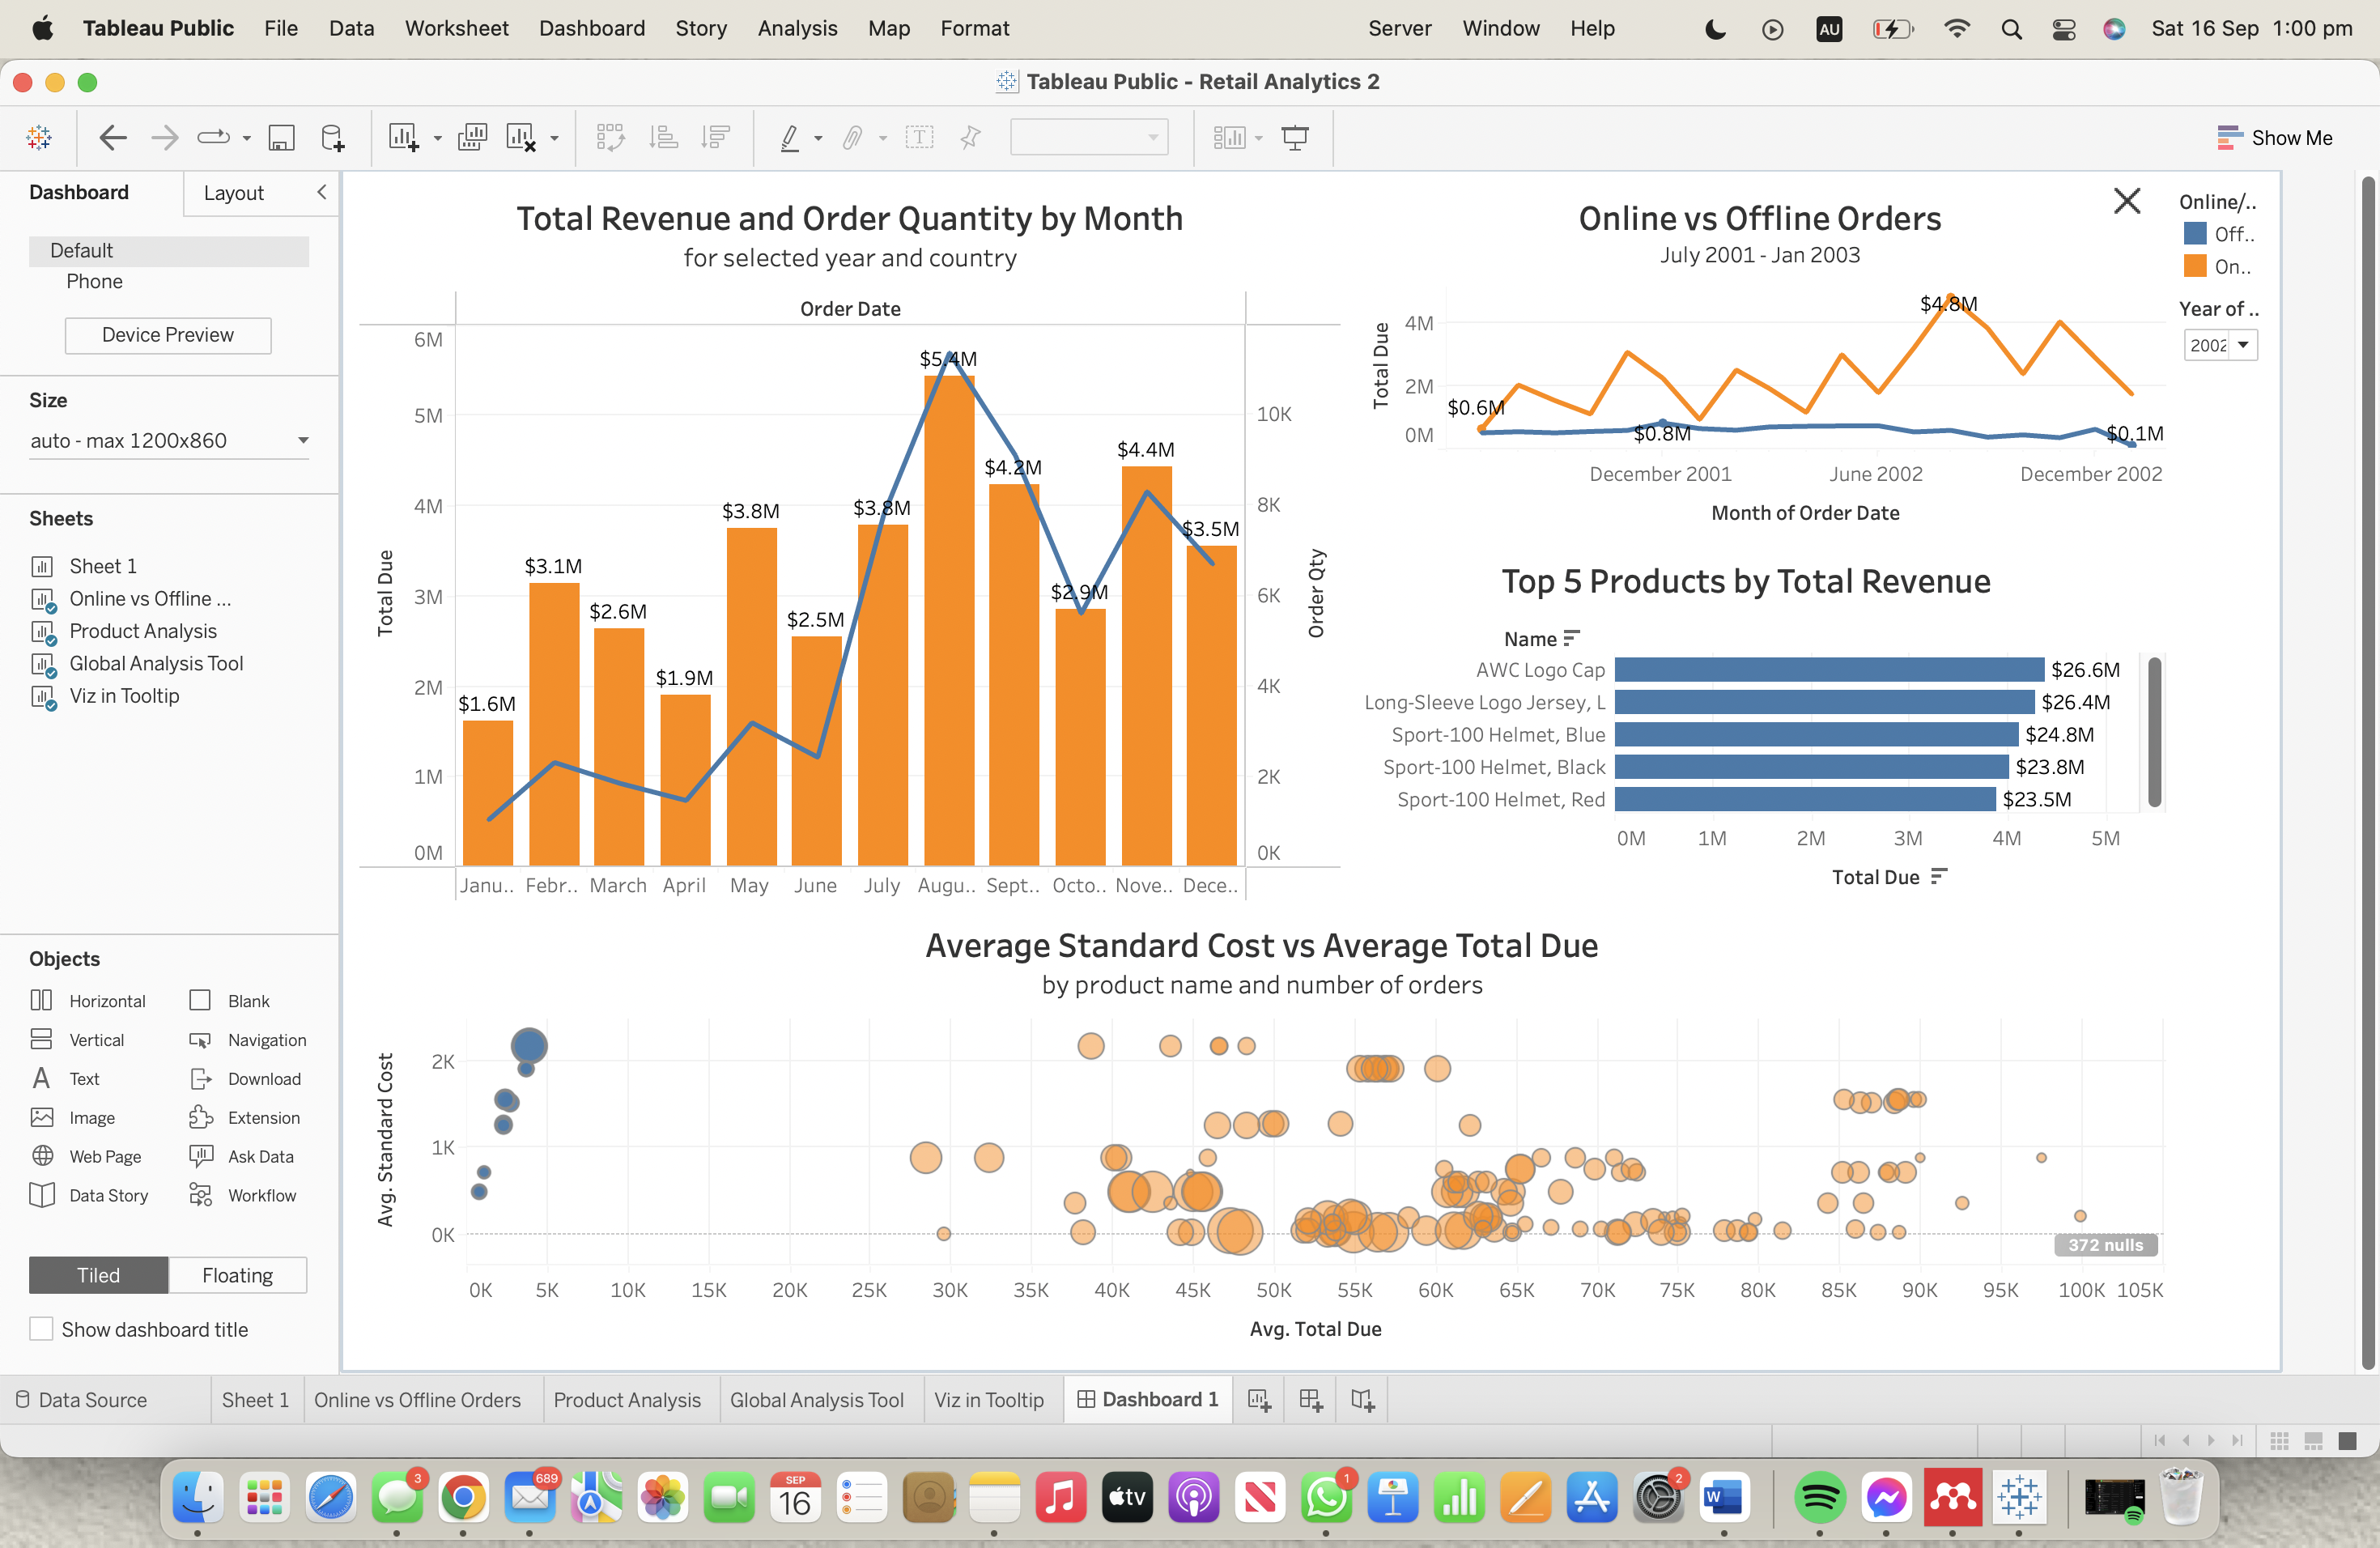 Tableau Public File Data Worksheet Dashboard Story Analysis Map Format Server Window Help AU Sat 16 Sep 1:00 pm
Tableau Public - Retail Analytics 2
Show Me
Dashboard Layout
Default
Phone
Device Preview
Size
auto - max 1200x860
Sheets
Sheet 1
Online vs Offline ...
Product Analysis
Global Analysis Tool
Viz in Tooltip
Objects
Horizontal Blank
Vertical Navigation
Text Download
Image Extension
Web Page Ask Data
Data Story Workflow
Tiled Floating
Show dashboard title
Total Revenue and Order Quantity by Month
for selected year and country
Order Date
Total Due
6M
5M
4M
3M
2M
1M
0M
$1.6M
$3.1M
$2.6M
$1.9M
$3.8M
$2.5M
$3.8M
$5.4M
$4.2M
$2.9M
$4.4M
$3.5M
10K
8K
6K
4K
2K
0K
Order Qty
Janu.. Febr.. March April May June July Augu.. Sept.. Octo.. Nove.. Dece..
Online vs Offline Orders
July 2001 - Jan 2003
Total Due
4M
2M
0M
$0.6M
$4.8M
$0.8M
$0.1M
December 2001 June 2002 December 2002
Month of Order Date
Online/..
Off..
On..
Year of ..
2002
Top 5 Products by Total Revenue
Name
AWC Logo Cap $26.6M
Long-Sleeve Logo Jersey, L $26.4M
Sport-100 Helmet, Blue $24.8M
Sport-100 Helmet, Black $23.8M
Sport-100 Helmet, Red $23.5M
0M 1M 2M 3M 4M 5M
Total Due
Average Standard Cost vs Average Total Due
by product name and number of orders
Avg. Standard Cost
2K
1K
0K
372 nulls
0K 5K 10K 15K 20K 25K 30K 35K 40K 45K 50K 55K 60K 65K 70K 75K 80K 85K 90K 95K 100K 105K
Avg. Total Due
Data Source Sheet 1 Online vs Offline Orders Product Analysis Global Analysis Tool Viz in Tooltip Dashboard 1
3
689
SEP
16
tv
1
2
W